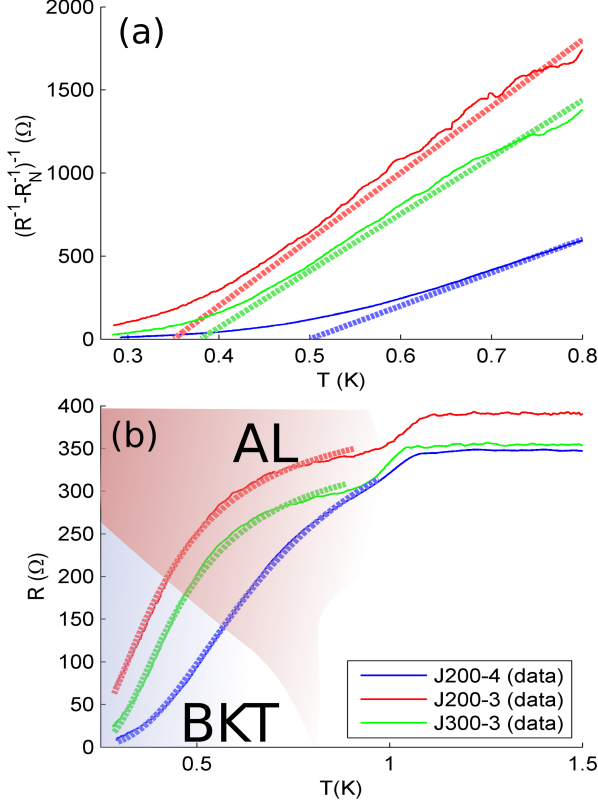 (a)
2000
1500
1000
500
0
(R⁻¹-R_N⁻¹)⁻¹ (Ω)
0.3 0.4 0.5 0.6 0.7 0.8
T (K)
(b)
AL
BKT
400
350
300
250
200
150
100
50
0
R (Ω)
J200-4 (data)
J200-3 (data)
J300-3 (data)
0.5 1 1.5
T(K)